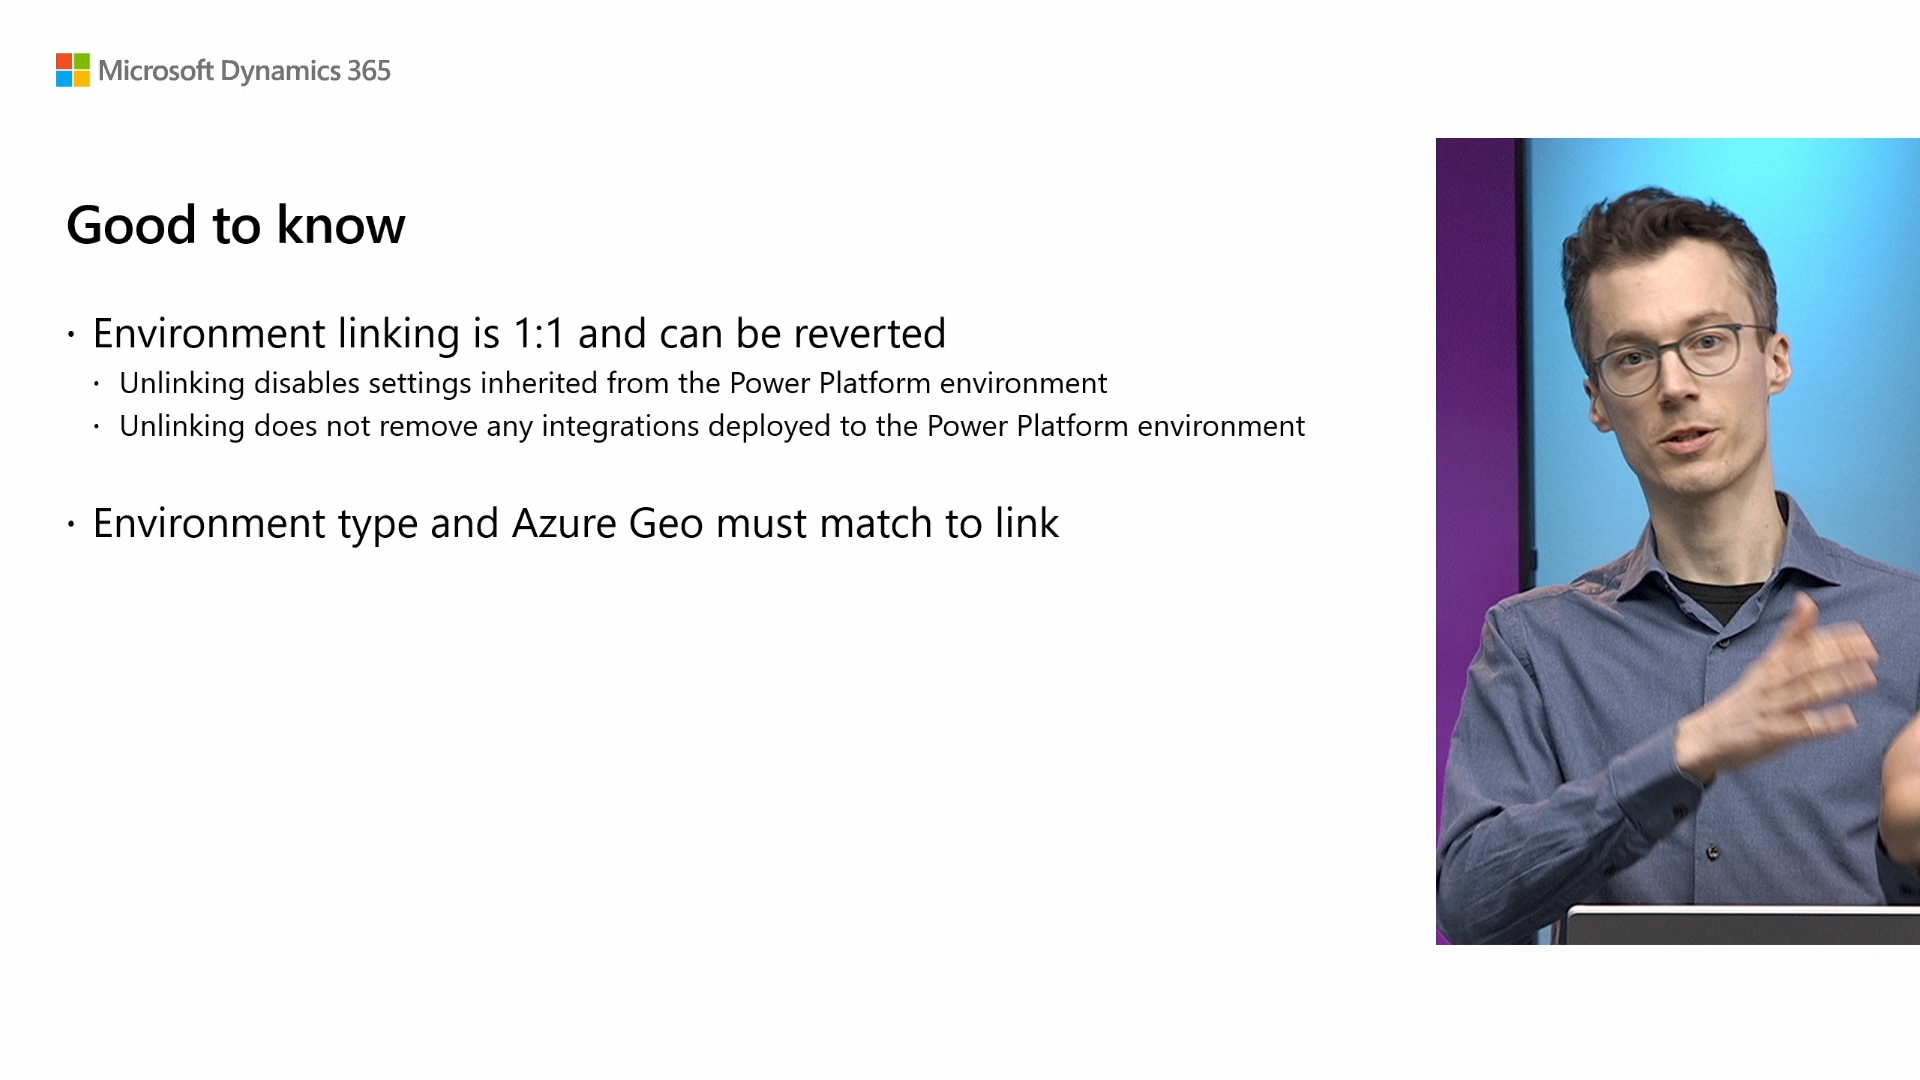 Microsoft Dynamics 365
Good to know
· Environment linking is 1:1 and can be reverted
· Unlinking disables settings inherited from the Power Platform environment
· Unlinking does not remove any integrations deployed to the Power Platform environment
· Environment type and Azure Geo must match to link